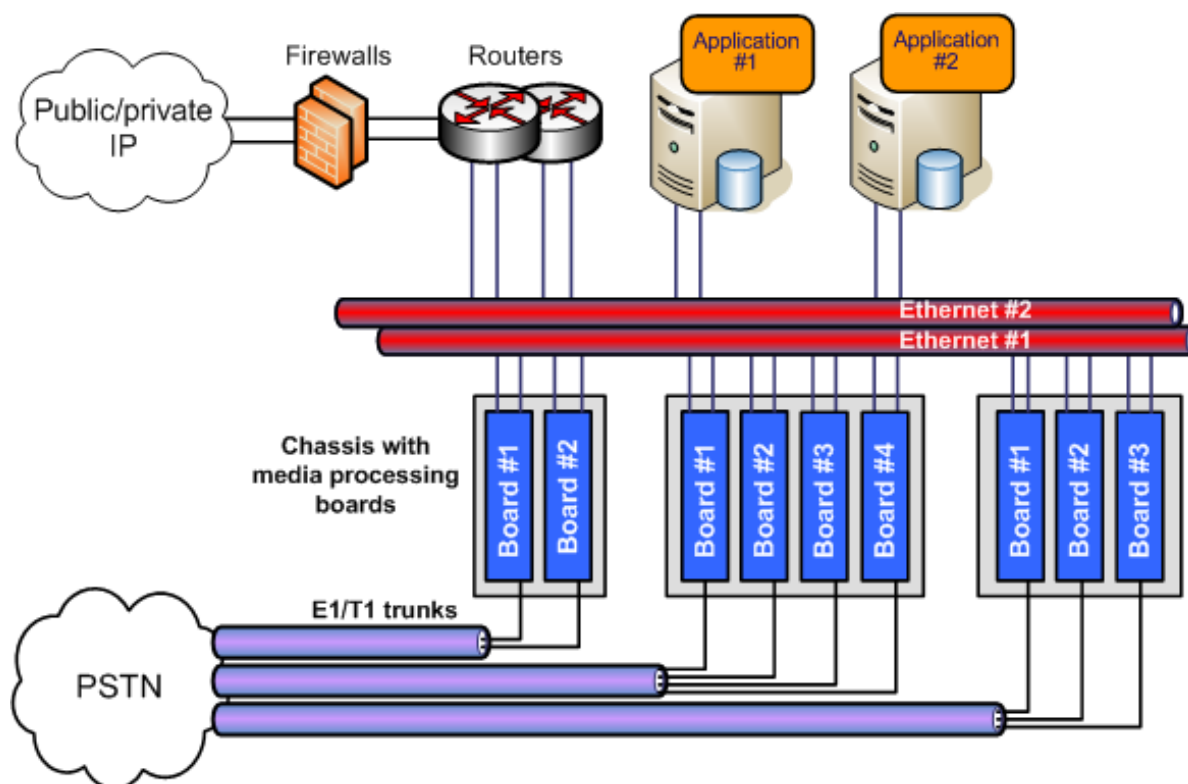 Firewalls
Routers
Application
#1
Application
#2
Public/private
IP
Ethernet #2
Ethernet #1
Chassis with
media processing
boards
Board #1
Board #2
Board #1
Board #2
Board #3
Board #4
Board #1
Board #2
Board #3
E1/T1 trunks
PSTN